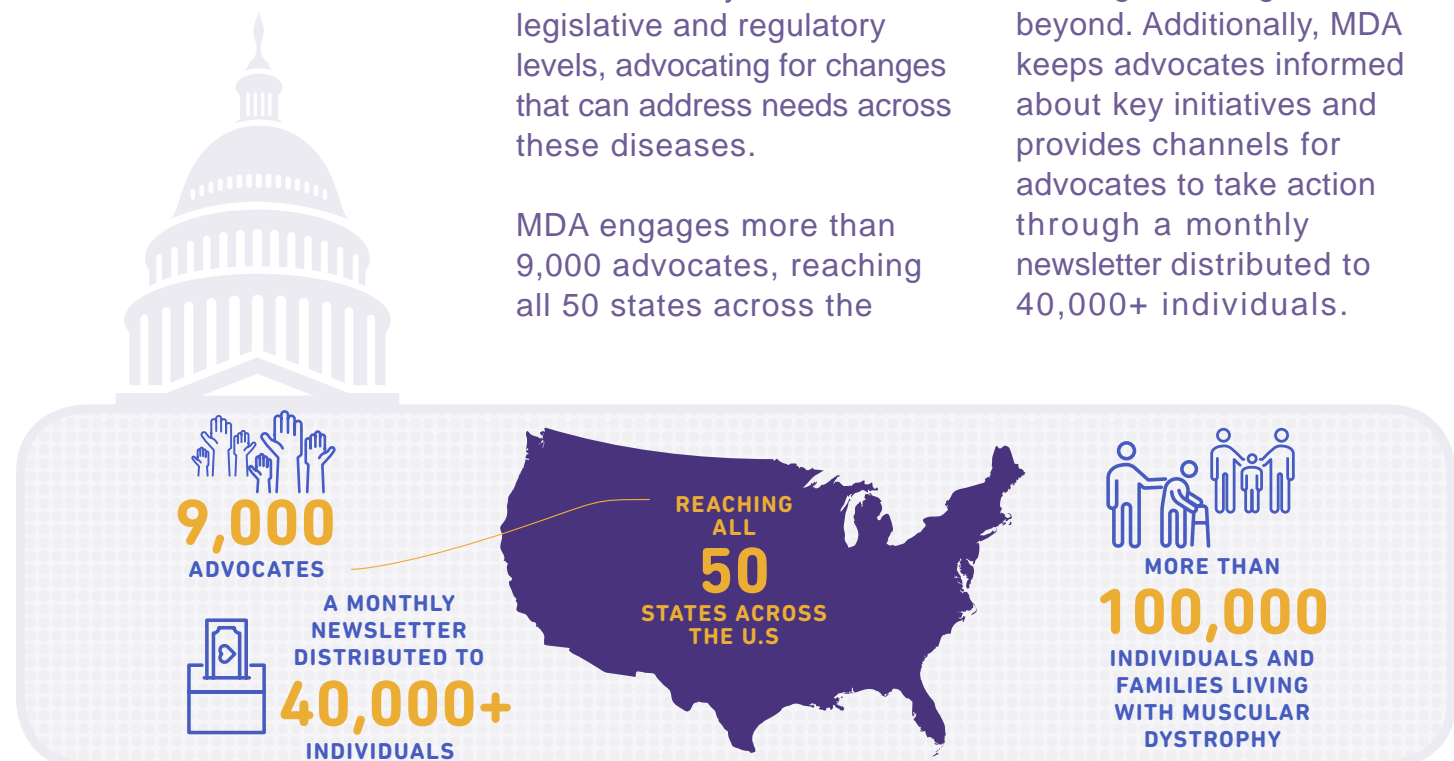 legislative and regulatory
levels, advocating for changes
that can address needs across
these diseases.
MDA engages more than
9,000 advocates, reaching
all 50 states across the
beyond. Additionally, MDA
keeps advocates informed
about key initiatives and
provides channels for
advocates to take action
through a monthly
newsletter distributed to
40,000+ individuals.
9,000
ADVOCATES
A MONTHLY
NEWSLETTER
DISTRIBUTED TO
40,000+
INDIVIDUALS
REACHING
ALL
50
STATES ACROSS
THE U.S
MORE THAN
100,000
INDIVIDUALS AND
FAMILIES LIVING
WITH MUSCULAR
DYSTROPHY